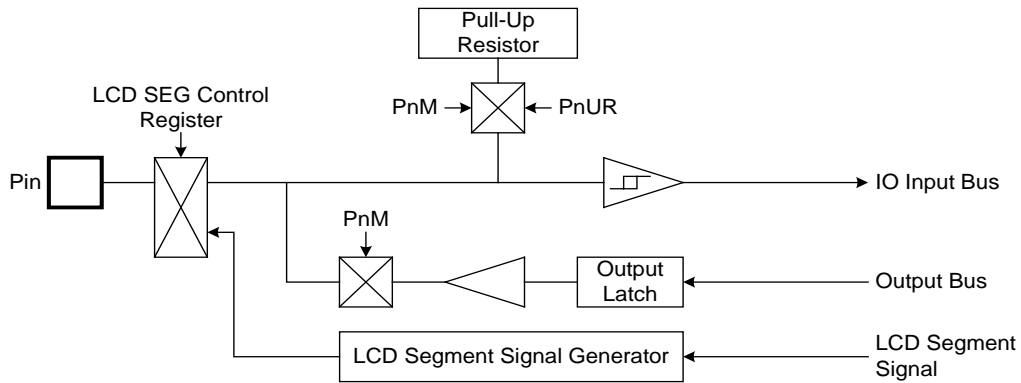 Pull-Up
Resistor
LCD SEG Control
Register
PnM
PnUR
Pin
IO Input Bus
PnM
Output
Latch
Output Bus
LCD Segment Signal Generator
LCD Segment
Signal